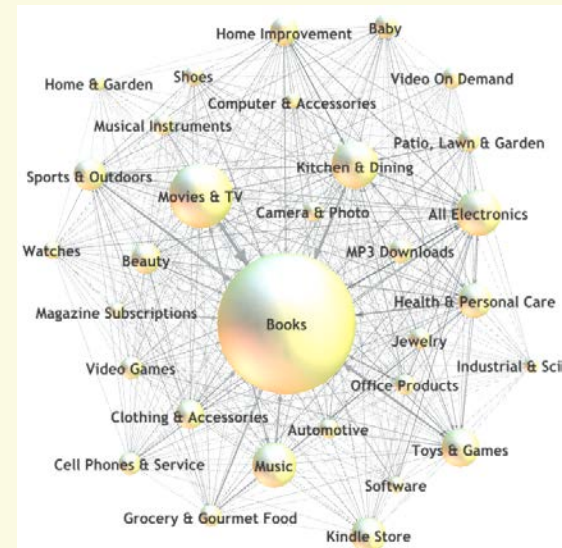 Home Improvement
Baby
Home & Garden
Shoes
Video On Demand
Computer & Accessories
Musical Instruments
Patio, Lawn & Garden
Kitchen & Dining
Sports & Outdoors
Movies & TV
Camera & Photo
All Electronics
Watches
Beauty
MP3 Downloads
Magazine Subscriptions
Health & Personal Care
Books
Jewelry
Video Games
Industrial &
Office Products
Clothing & Accessories
Automotive
Toys & Games
Cell Phones & Service
Music
Software
Grocery & Gourmet Food
Kindle Store